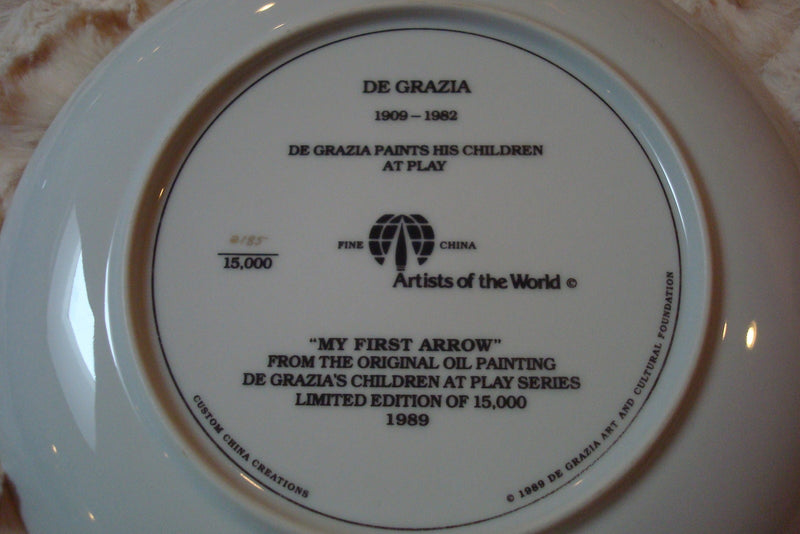 DE GRAZIA
1909 – 1982
DE GRAZIA PAINTS HIS CHILDREN
AT PLAY
15,000
FINE CHINA
Artists of the World ©
"MY FIRST ARROW"
FROM THE ORIGINAL OIL PAINTING
DE GRAZIA'S CHILDREN AT PLAY SERIES
LIMITED EDITION OF 15,000
1989
CUSTOM CHINA CREATIONS
© 1989 DE GRAZIA ART AND CULTURAL FOUNDATION